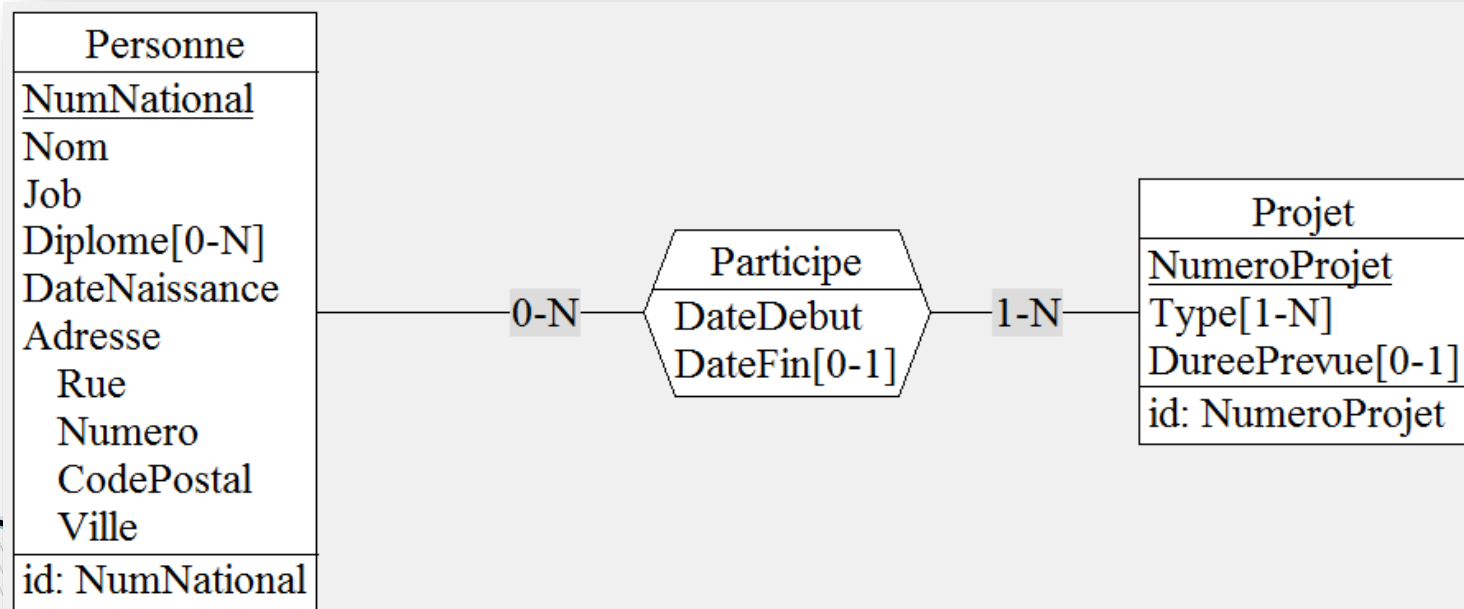 Personne
NumNational
Nom
Job
Diplome[0-N]
DateNaissance
Adresse
Rue
Numero
CodePostal
Ville
id: NumNational
0-N
Participe
DateDebut
DateFin[0-1]
1-N
Projet
NumeroProjet
Type[1-N]
DureePrevue[0-1]
id: NumeroProjet